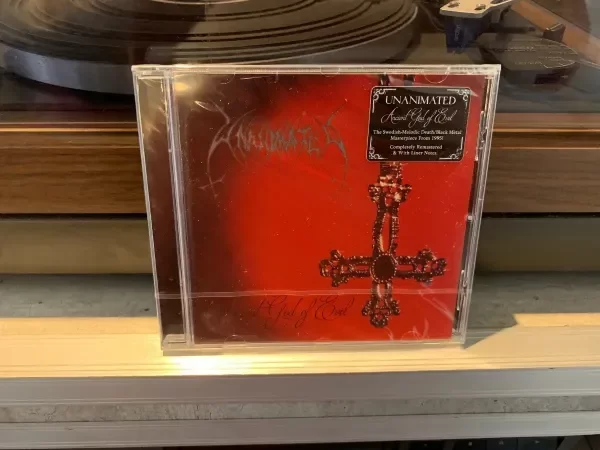 UNANIMATED
UNANIMATED
Ancient God of Evil
The Swedish Melodic Death/Black Metal
Masterpiece From 1995!
Completely Remastered
& With Liner Notes
God of Evil